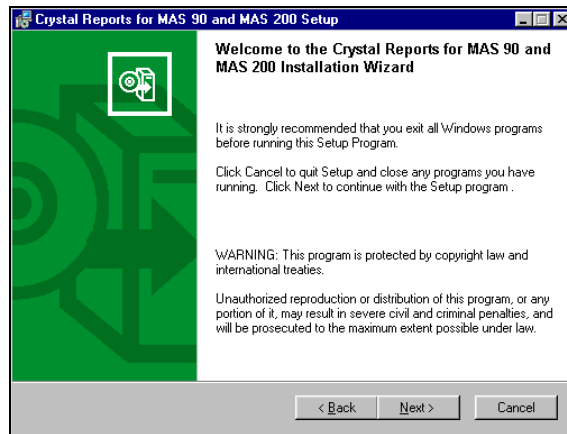 Crystal Reports for MAS 90 and MAS 200 Setup
Welcome to the Crystal Reports for MAS 90 and
MAS 200 Installation Wizard
It is strongly recommended that you exit all Windows programs
before running this Setup Program.
Click Cancel to quit Setup and close any programs you have
running. Click Next to continue with the Setup program .
WARNING: This program is protected by copyright law and
international treaties.
Unauthorized reproduction or distribution of this program, or any
portion of it, may result in severe civil and criminal penalties, and
will be prosecuted to the maximum extent possible under law.
< Back Next > Cancel